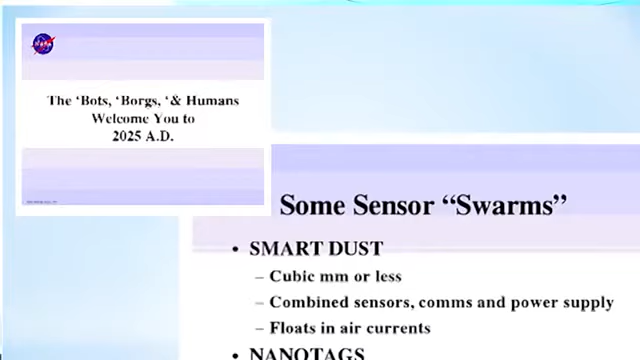 NASA
The ‘Bots, ‘Borgs, ‘& Humans
Welcome You to
2025 A.D.
Some Sensor “Swarms”
• SMART DUST
– Cubic mm or less
– Combined sensors, comms and power supply
– Floats in air currents
• NANOTAGS